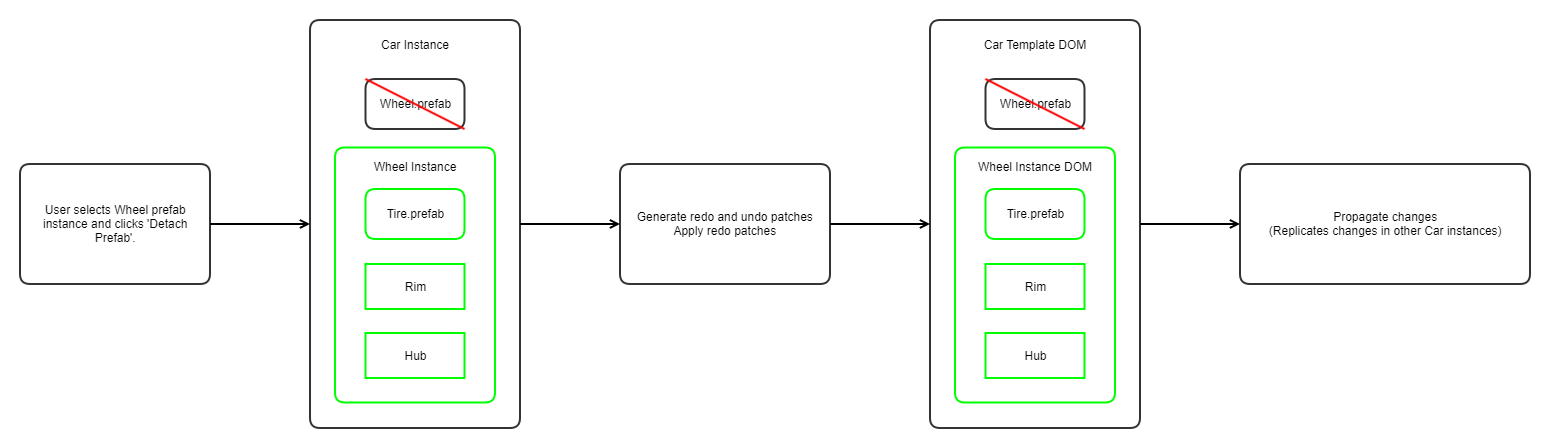 User selects Wheel prefab
instance and clicks 'Detach
Prefab'.
Car Instance
Wheel.prefab
Wheel Instance
Tire.prefab
Rim
Hub
Generate redo and undo patches
Apply redo patches
Car Template DOM
Wheel.prefab
Wheel Instance DOM
Tire.prefab
Rim
Hub
Propagate changes
(Replicates changes in other Car instances)